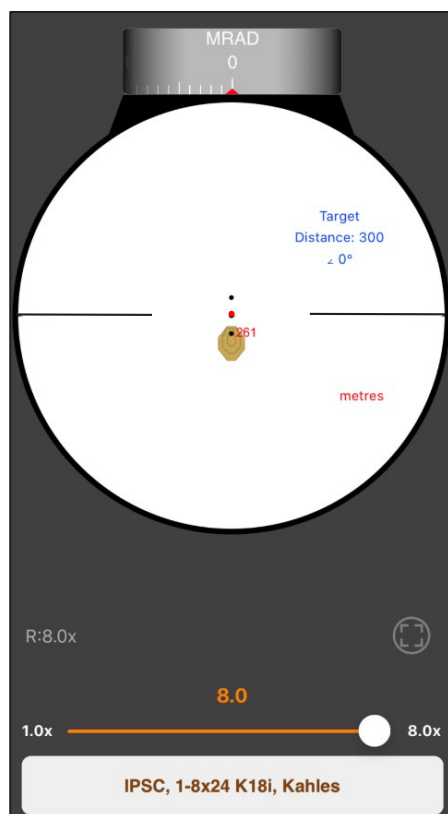 MRAD
0
Target
Distance: 300
∠ 0°
261
metres
R:8.0x
8.0
1.0x
8.0x
IPSC, 1-8x24 K18i, Kahles